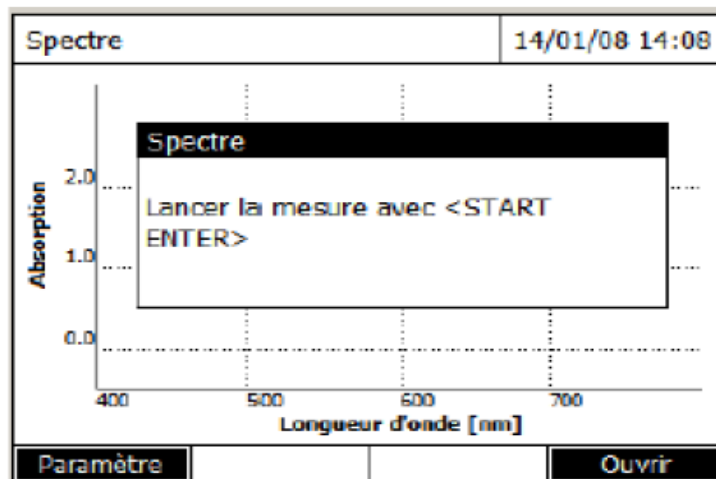 Spectre
14/01/08 14:08
Spectre
Lancer la mesure avec <START
ENTER>
Absorption
2.0
1.0
0.0
400 500 600 700
Longueur d'onde [nm]
Paramètre Ouvrir